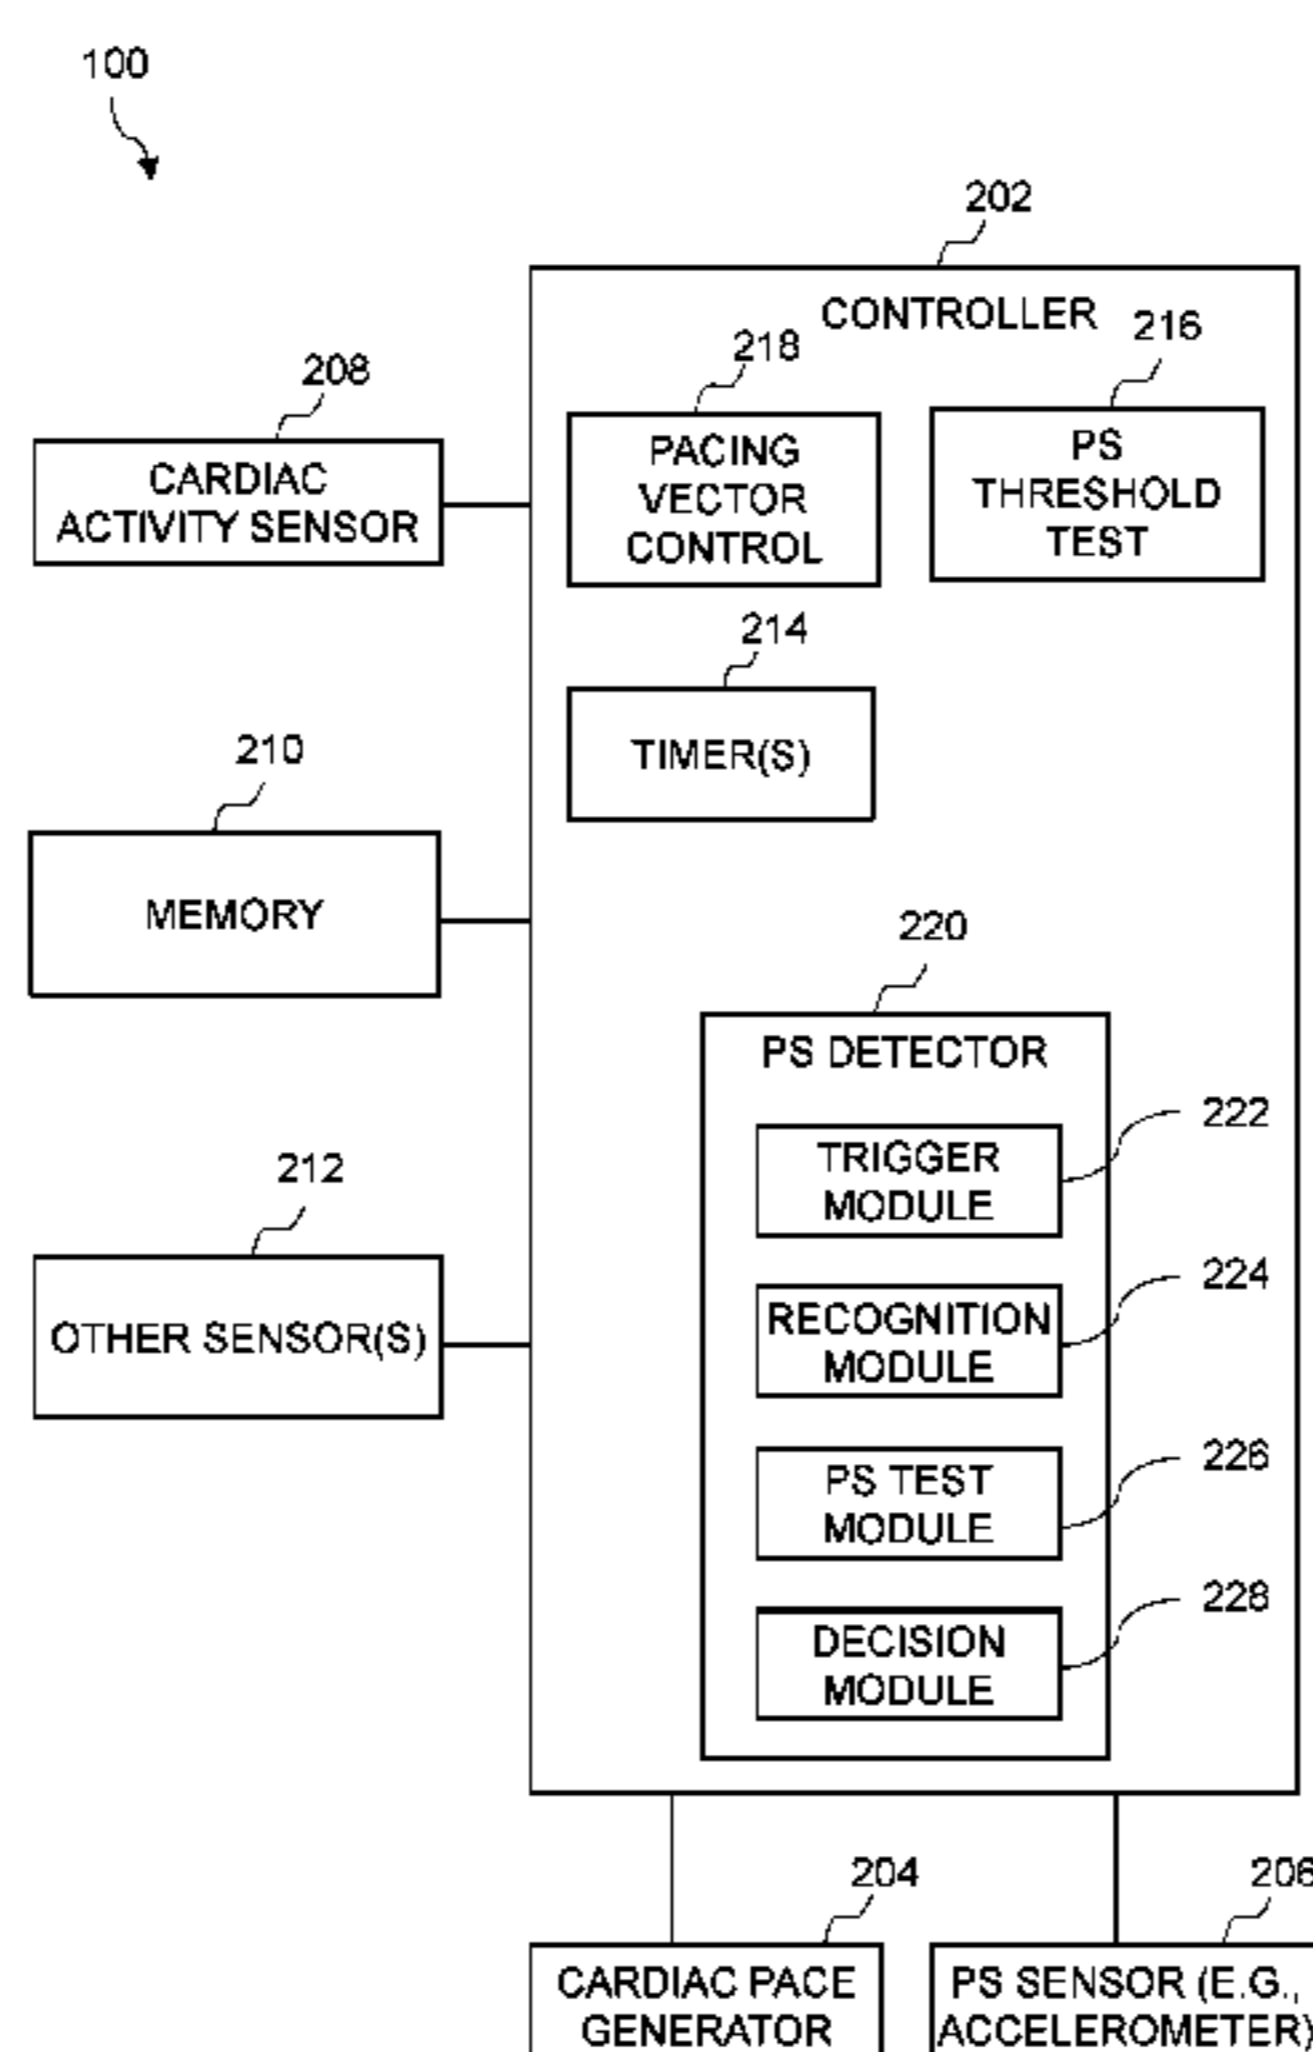 100
202
CONTROLLER
218
216
208
CARDIAC
ACTIVITY SENSOR
PACING
VECTOR
CONTROL
PS
THRESHOLD
TEST
214
TIMER(S)
210
MEMORY
220
PS DETECTOR
222
TRIGGER
MODULE
212
OTHER SENSOR(S)
224
RECOGNITION
MODULE
226
PS TEST
MODULE
228
DECISION
MODULE
204
206
CARDIAC PACE
GENERATOR
PS SENSOR (E.G.,
ACCELEROMETER)